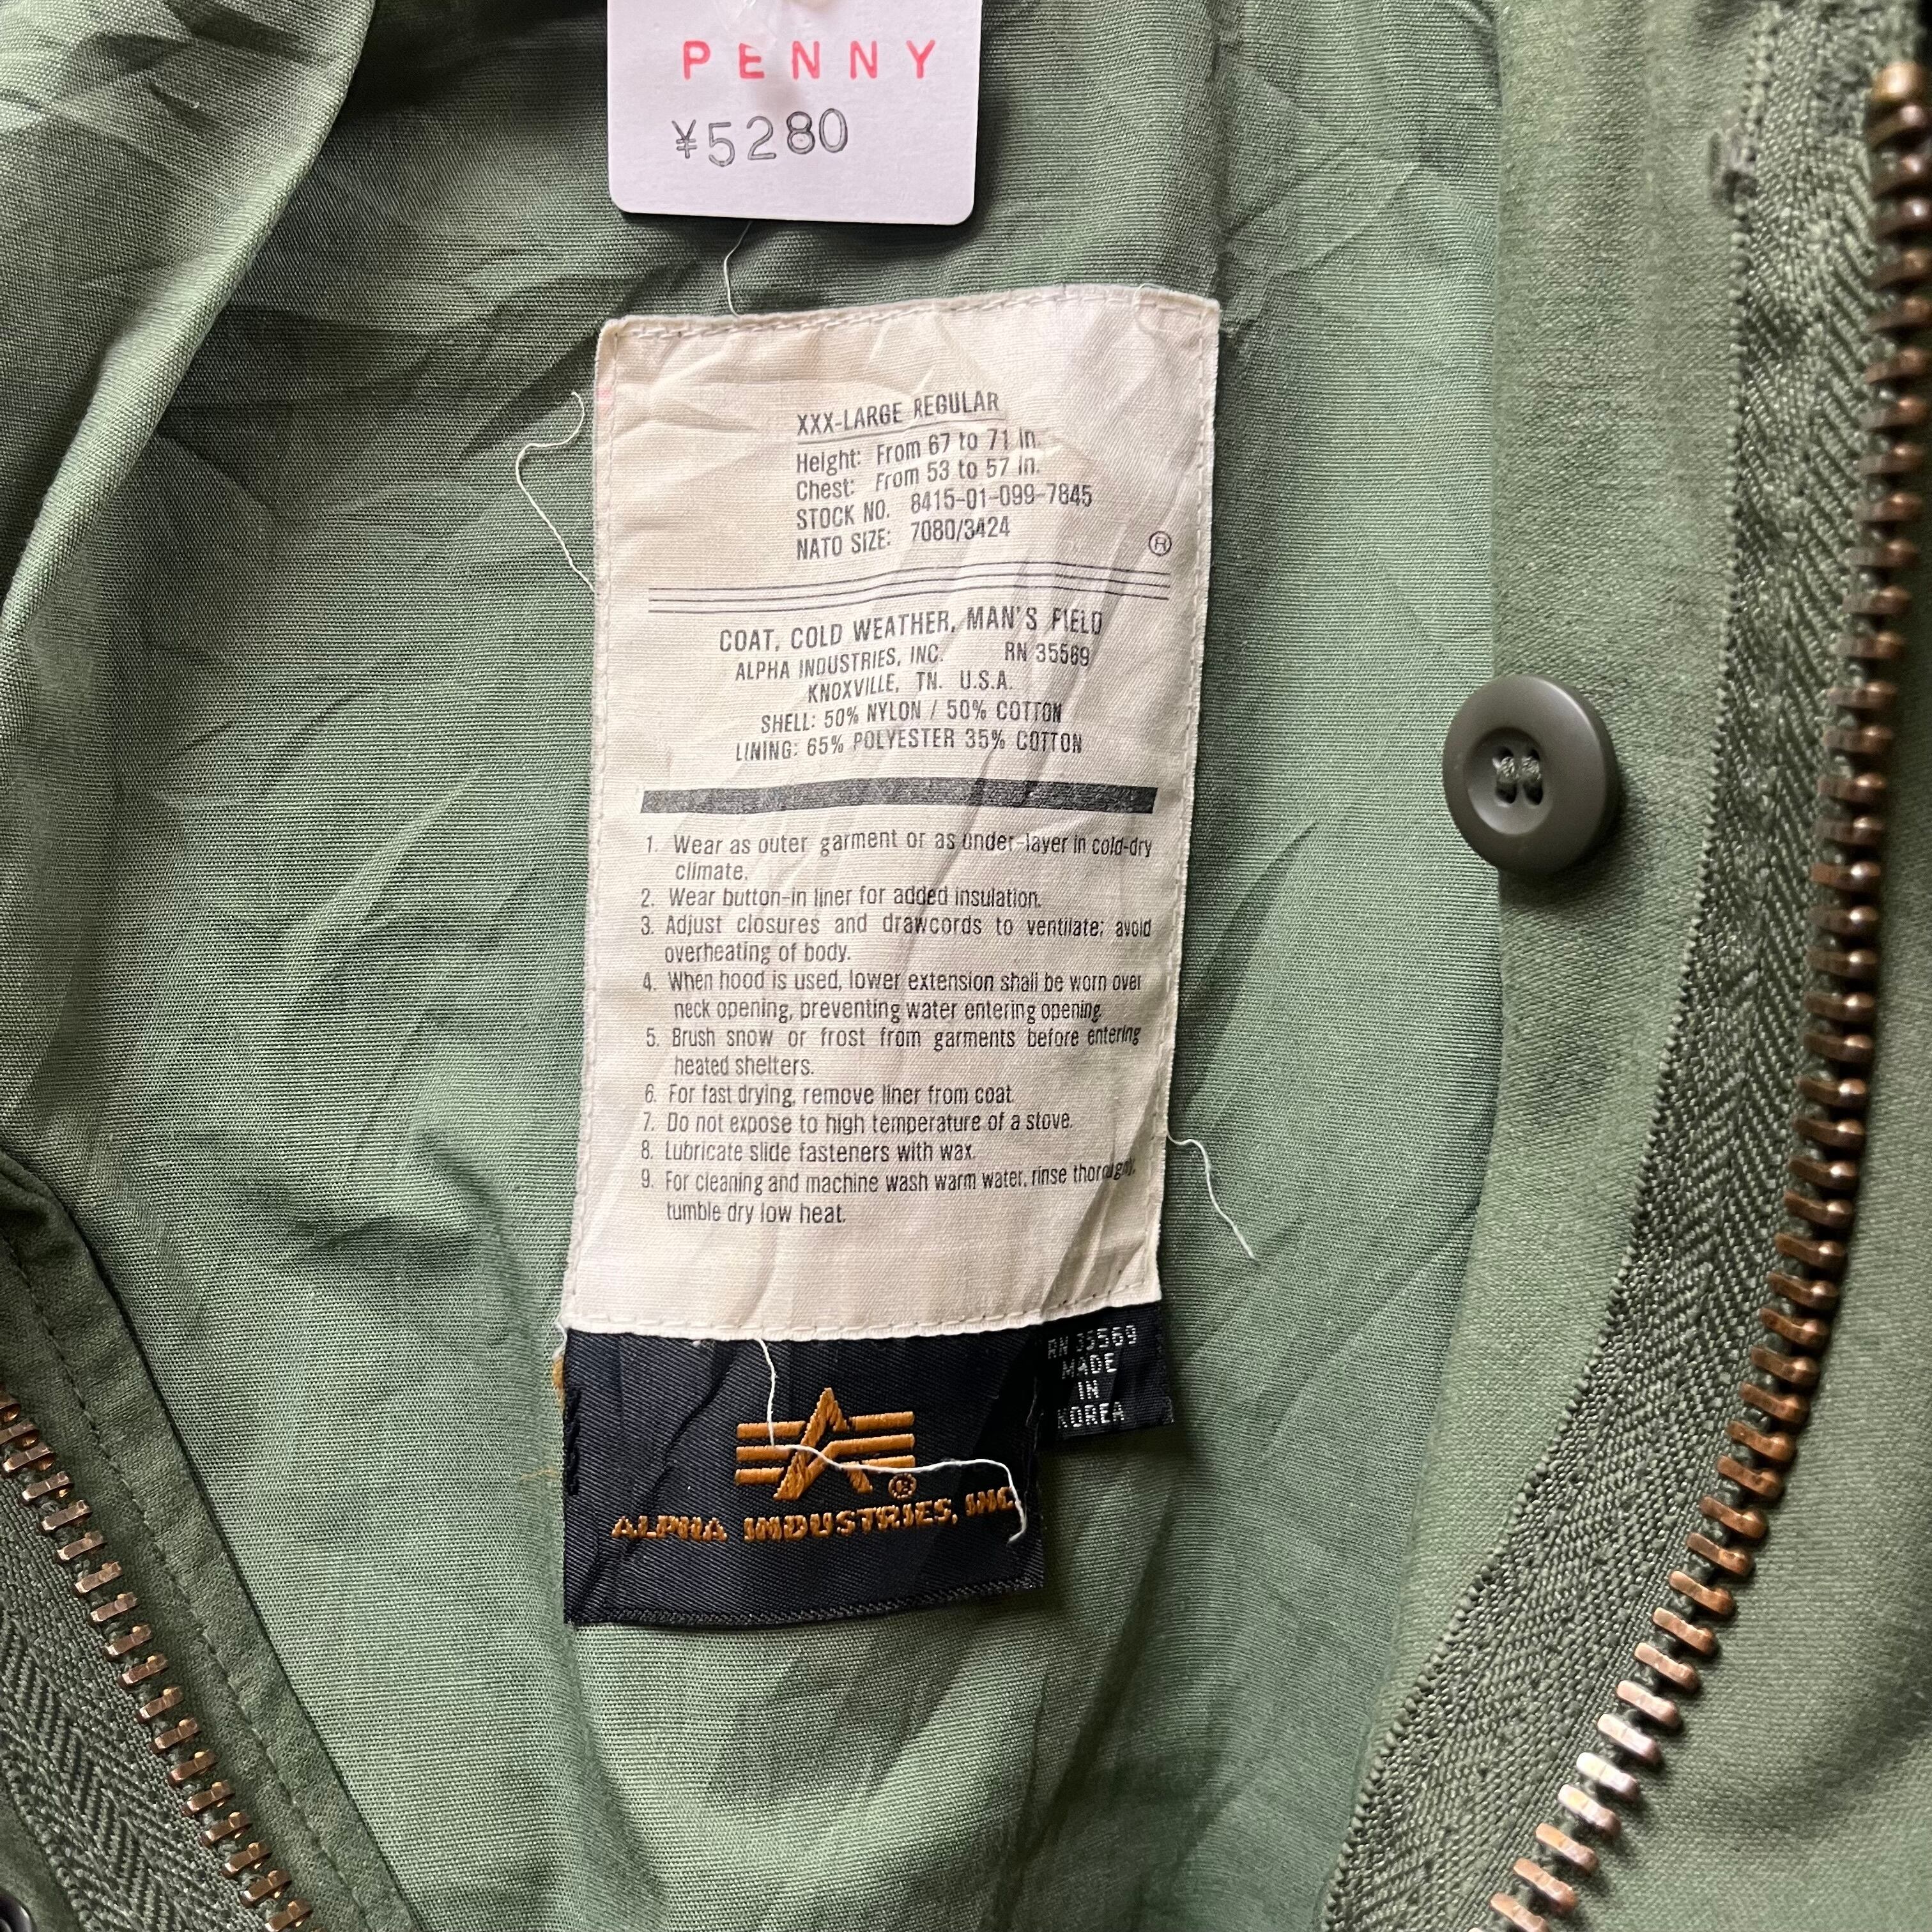 PENNY
¥5280
XXX-LARGE REGULAR
Height: From 67 to 71 in.
Chest: From 53 to 57 in.
STOCK NO. 8415-01-099-7845
NATO SIZE: 7080/3424
®
COAT, COLD WEATHER, MAN'S FIELD
ALPHA INDUSTRIES, INC. RN 35569
KNOXVILLE, TN. U.S.A.
SHELL: 50% NYLON / 50% COTTON
LINING: 65% POLYESTER 35% COTTON
1. Wear as outer garment or as under-layer in cold-dry
climate.
2. Wear button-in liner for added insulation.
3. Adjust closures and drawcords to ventilate; avoid
overheating of body.
4. When hood is used, lower extension shall be worn over
neck opening, preventing water entering opening.
5. Brush snow or frost from garments before entering
heated shelters.
6. For fast drying, remove liner from coat.
7. Do not expose to high temperature of a stove.
8. Lubricate slide fasteners with wax.
9. For cleaning and machine wash warm water, rinse thoroughly,
tumble dry low heat.
RN 35569
MADE
IN
KOREA
®
ALPHA INDUSTRIES, INC